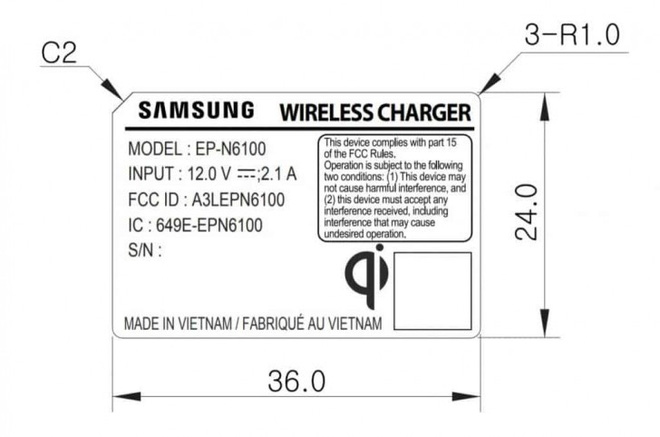 C2
3-R1.0
SAMSUNG WIRELESS CHARGER
MODEL : EP-N6100
INPUT : 12.0 V ⎓;2.1 A
FCC ID : A3LEPN6100
IC : 649E-EPN6100
S/N :
This device complies with part 15
of the FCC Rules.
Operation is subject to the following
two conditions: (1) This device may
not cause harmful interference, and
(2) this device must accept any
interference received, including
interference that may cause
undesired operation.
qi
MADE IN VIETNAM / FABRIQUÉ AU VIETNAM
24.0
36.0